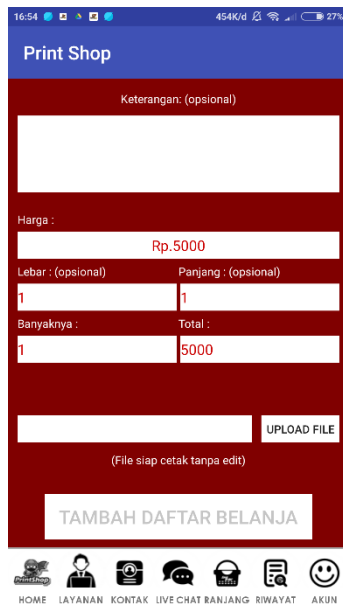 16:54 454K/d 27%
Print Shop
Keterangan: (opsional)
Harga :
Rp.5000
Lebar : (opsional) Panjang : (opsional)
1 1
Banyaknya : Total :
1 5000
UPLOAD FILE
(File siap cetak tanpa edit)
TAMBAH DAFTAR BELANJA
PrintShop
HOME LAYANAN KONTAK LIVE CHAT RANJANG RIWAYAT AKUN